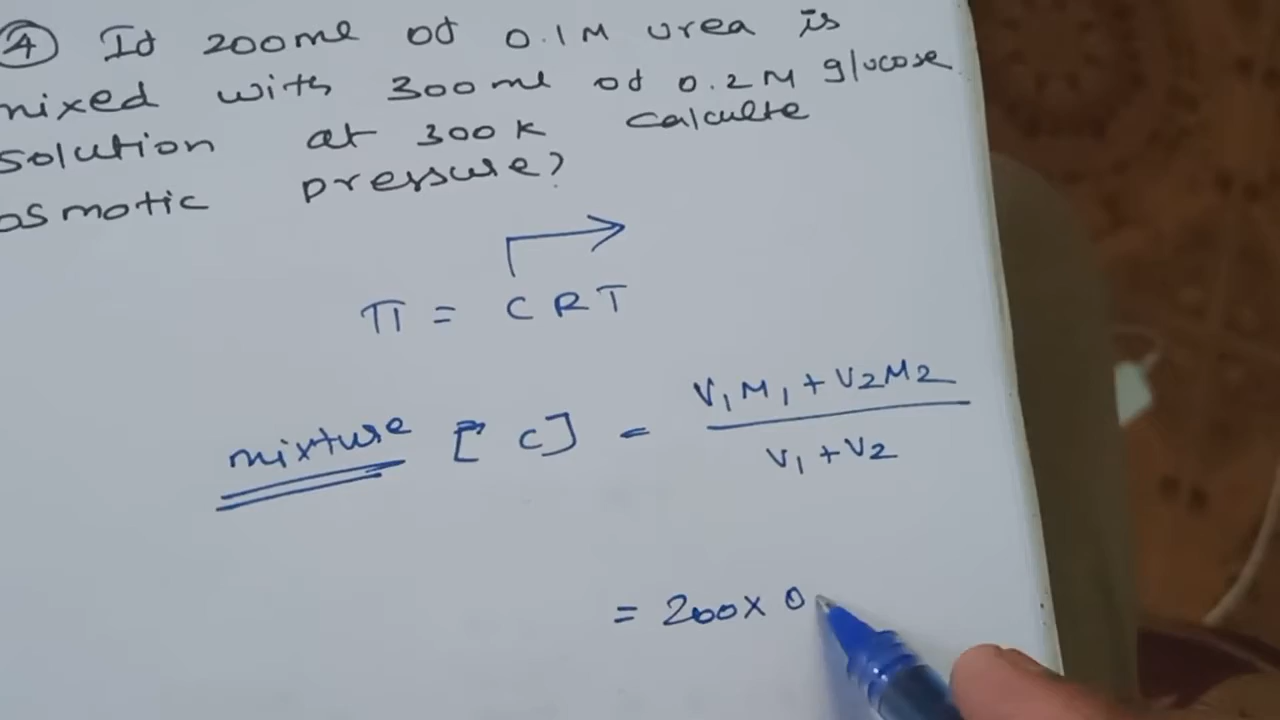 ④ If 200ml of 0.1M urea is
mixed with 300ml of 0.2M glucose
solution at 300K calculte
osmotic pressure?
π = CRT
mixture [C] = V₁M₁ + V₂M₂
V₁ + V₂
= 200 × 0